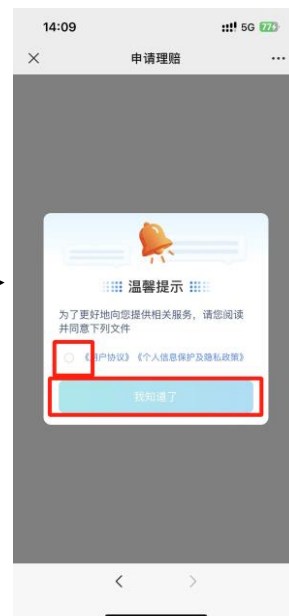 14:09
5G 77
申请理赔
温馨提示
为了更好地向您提供相关服务，请您阅读
并同意下列文件
《用户协议》《个人信息保护及隐私政策》
我知道了